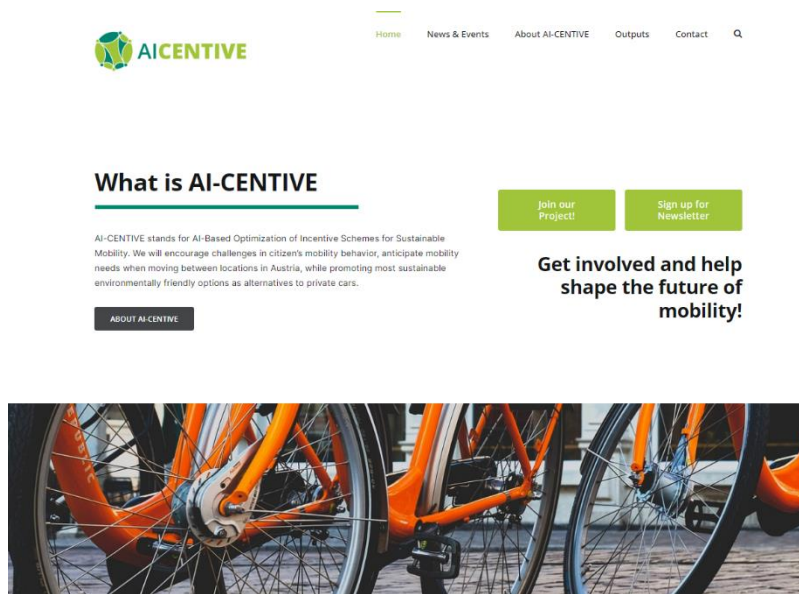 AICENTIVE
Home News & Events About AI-CENTIVE Outputs Contact
What is AI-CENTIVE
AI-CENTIVE stands for AI-Based Optimization of Incentive Schemes for Sustainable
Mobility. We will encourage challenges in citizen's mobility behavior, anticipate mobility
needs when moving between locations in Austria, while promoting most sustainable
environmentally friendly options as alternatives to private cars.
ABOUT AI-CENTIVE
Join our
Project!
Sign up for
Newsletter
Get involved and help
shape the future of
mobility!